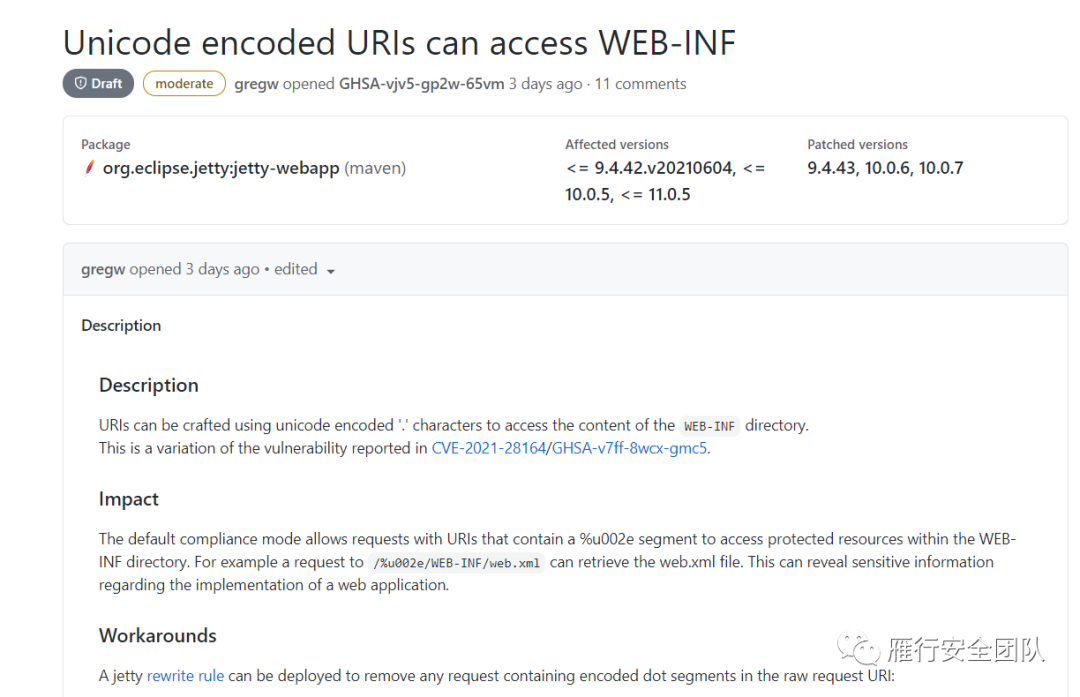 Unicode encoded URIs can access WEB-INF
Draft moderate gregw opened GHSA-vjv5-gp2w-65vm 3 days ago · 11 comments
Package
org.eclipse.jetty:jetty-webapp (maven)
Affected versions
<= 9.4.42.v20210604, <=
10.0.5, <= 11.0.5
Patched versions
9.4.43, 10.0.6, 10.0.7
gregw opened 3 days ago • edited
Description
Description
URIs can be crafted using unicode encoded '.' characters to access the content of the WEB-INF directory.
This is a variation of the vulnerability reported in CVE-2021-28164/GHSA-v7ff-8wcx-gmc5.
Impact
The default compliance mode allows requests with URIs that contain a %u002e segment to access protected resources within the WEB-
INF directory. For example a request to /%u002e/WEB-INF/web.xml can retrieve the web.xml file. This can reveal sensitive information
regarding the implementation of a web application.
Workarounds
A jetty rewrite rule can be deployed to remove any request containing encoded dot segments in the raw request URI:
雁行安全团队